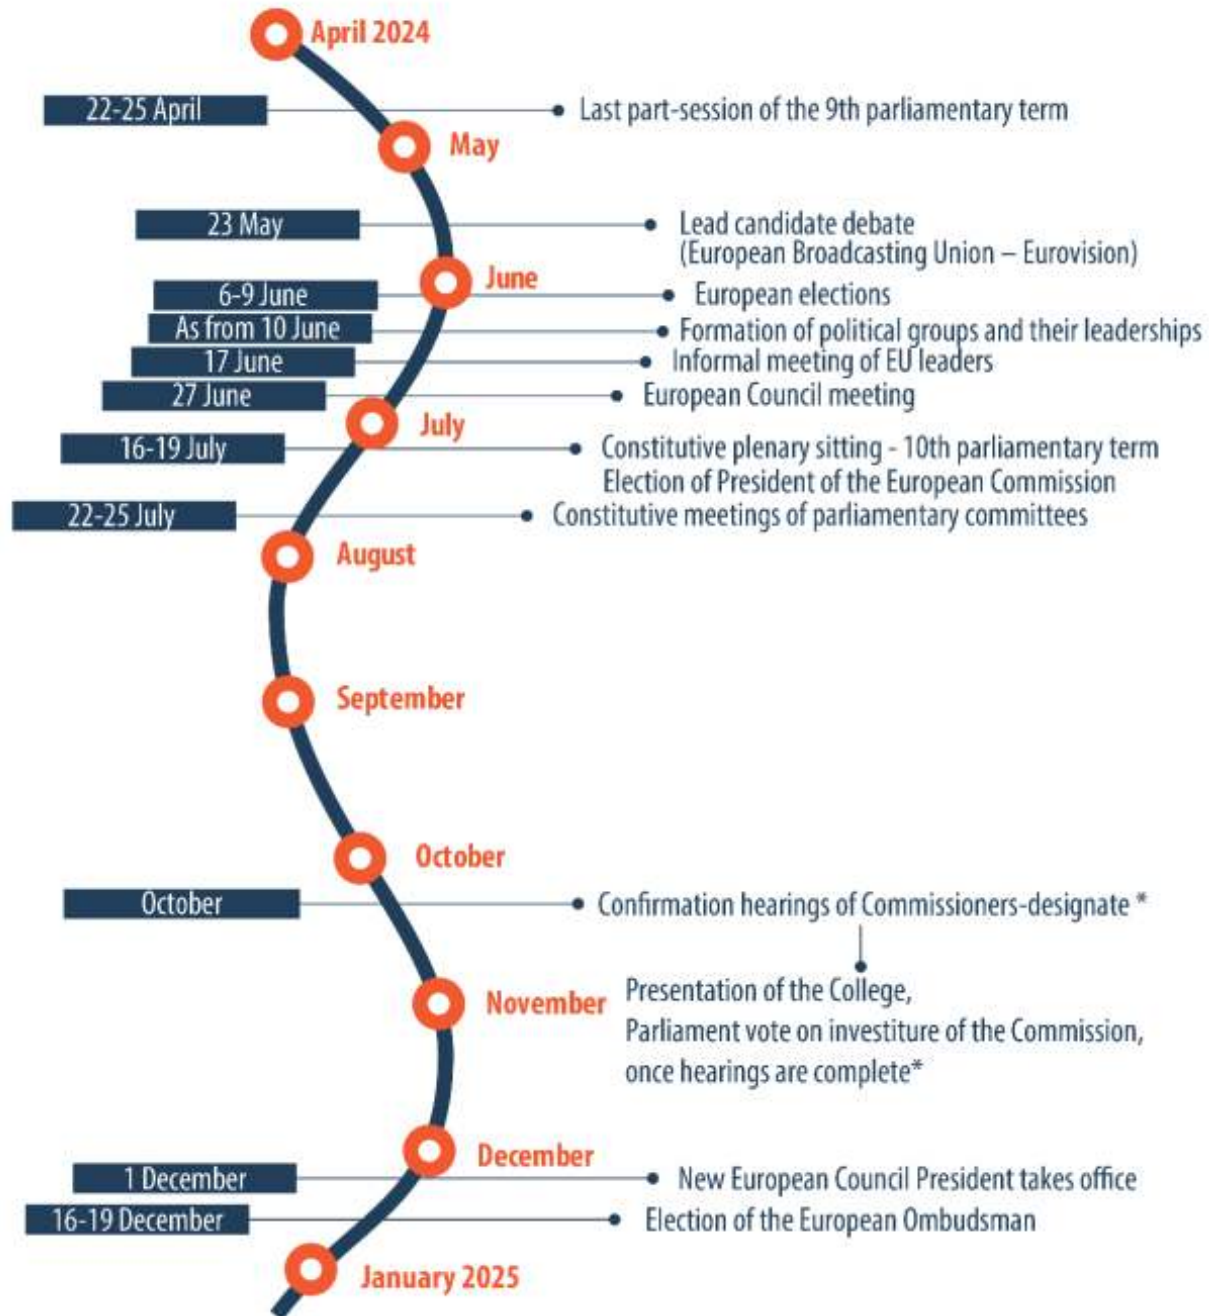 April 2024
22-25 April
Last part-session of the 9th parliamentary term
May
23 May
Lead candidate debate
(European Broadcasting Union – Eurovision)
June
6-9 June
European elections
As from 10 June
Formation of political groups and their leaderships
17 June
Informal meeting of EU leaders
27 June
European Council meeting
July
16-19 July
Constitutive plenary sitting - 10th parliamentary term
Election of President of the European Commission
22-25 July
Constitutive meetings of parliamentary committees
August
September
October
October
Confirmation hearings of Commissioners-designate *
November
Presentation of the College,
Parliament vote on investiture of the Commission,
once hearings are complete*
December
1 December
New European Council President takes office
16-19 December
Election of the European Ombudsman
January 2025